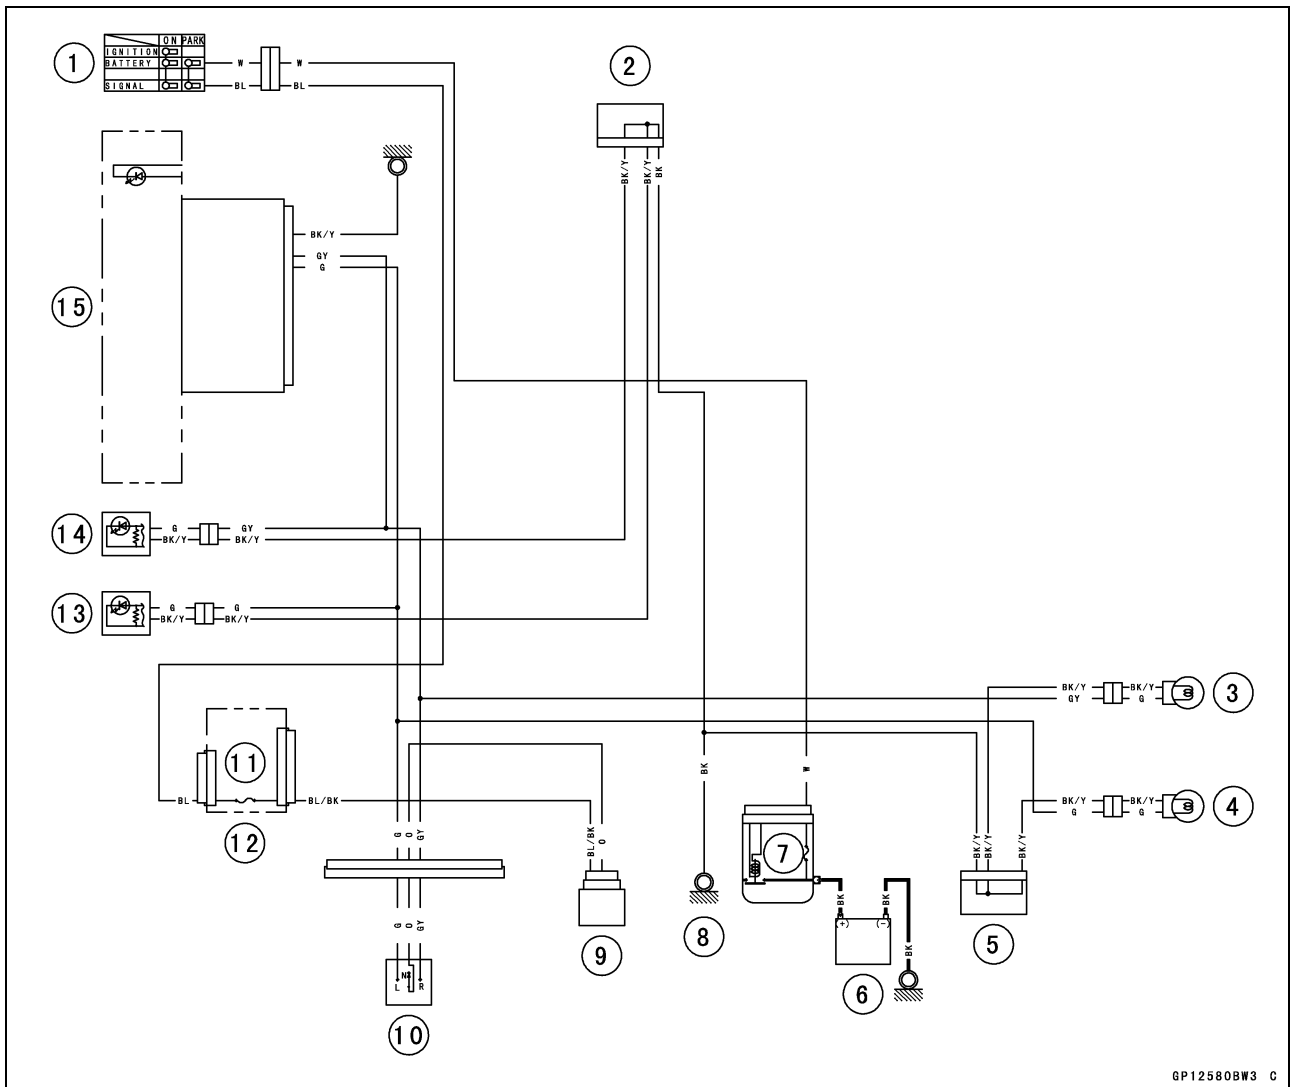 ON PARK
IGNITION
BATTERY
SIGNAL
1
W W
BL BL
2
BK/Y BK/Y BK
BK/Y
GY
G
15
14
G GY
BK/Y BK/Y
13
G G
BK/Y BK/Y
BK/Y BK/Y
GY G
3
BK/Y BK/Y
G G
4
11
BL BL/BK
12
G O GY
BL/BK O
BK W
7
BK/Y BK/Y BK/Y
BK BK
(+) (-)
BK
8
5
6
9
G O GY
N
L R
10
GP12580BW3 C